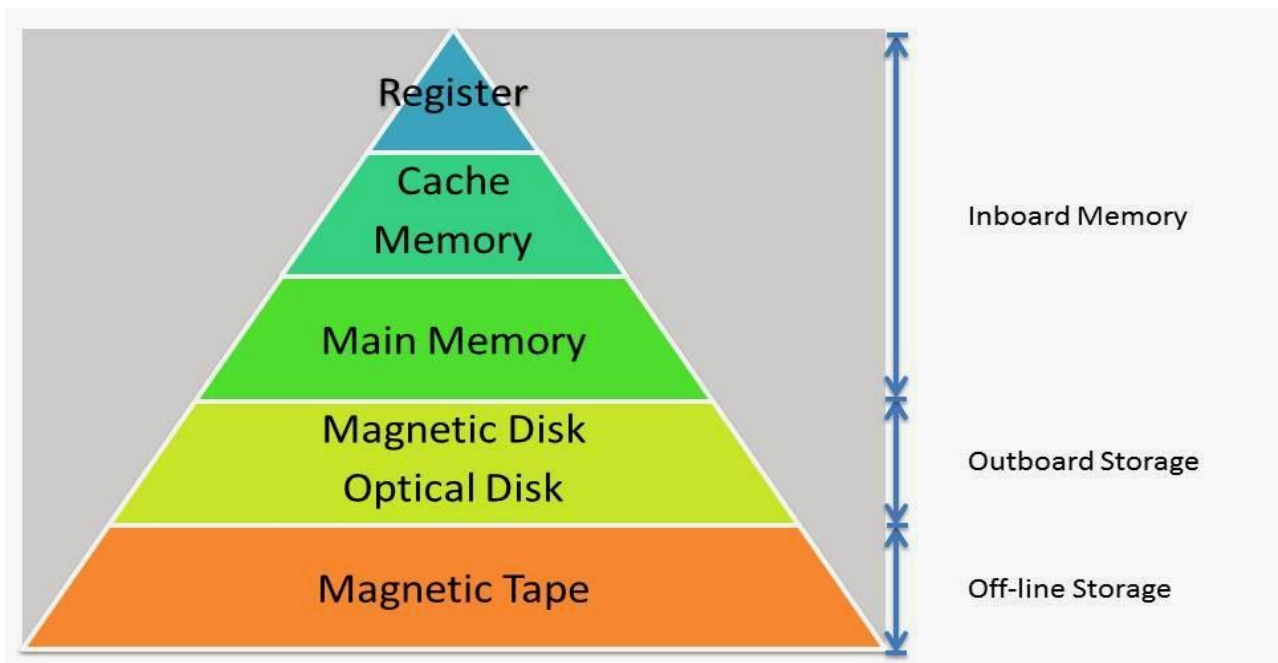 Register
Cache
Memory
Inboard Memory
Main Memory
Magnetic Disk
Optical Disk
Outboard Storage
Magnetic Tape
Off-line Storage